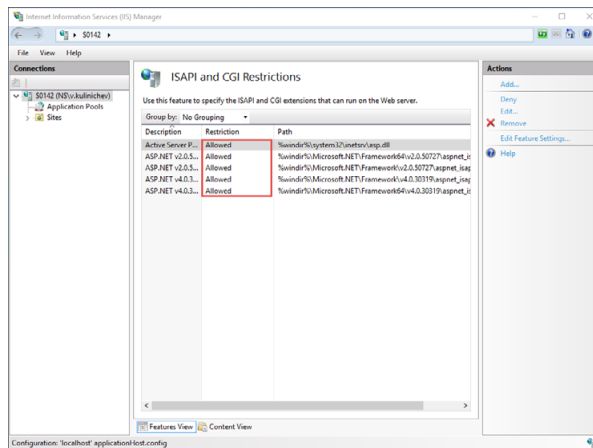 Internet Information Services (IIS) Manager
S0142
File View Help
Connections
S0142 (NS\v.kulinichev)
Application Pools
Sites
ISAPI and CGI Restrictions
Use this feature to specify the ISAPI and CGI extensions that can run on the Web server.
Group by: No Grouping
Description Restriction Path
Active Server P... Allowed %windir%\system32\inetsrv\asp.dll
ASP.NET v2.0.5... Allowed %windir%\Microsoft.NET\Framework64\v2.0.50727\aspnet_is
ASP.NET v2.0.5... Allowed %windir%\Microsoft.NET\Framework\v2.0.50727\aspnet_isap
ASP.NET v4.0.3... Allowed %windir%\Microsoft.NET\Framework\v4.0.30319\aspnet_isap
ASP.NET v4.0.3... Allowed %windir%\Microsoft.NET\Framework64\v4.0.30319\aspnet_is
Features View Content View
Actions
Add...
Deny
Edit...
Remove
Edit Feature Settings...
Help
Configuration: 'localhost' applicationHost.config